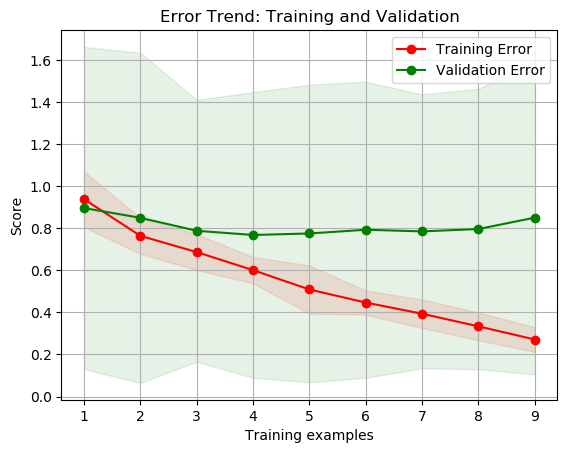 Error Trend: Training and Validation
Training Error
Validation Error
Score
1.6
1.4
1.2
1.0
0.8
0.6
0.4
0.2
0.0
1 2 3 4 5 6 7 8 9
Training examples